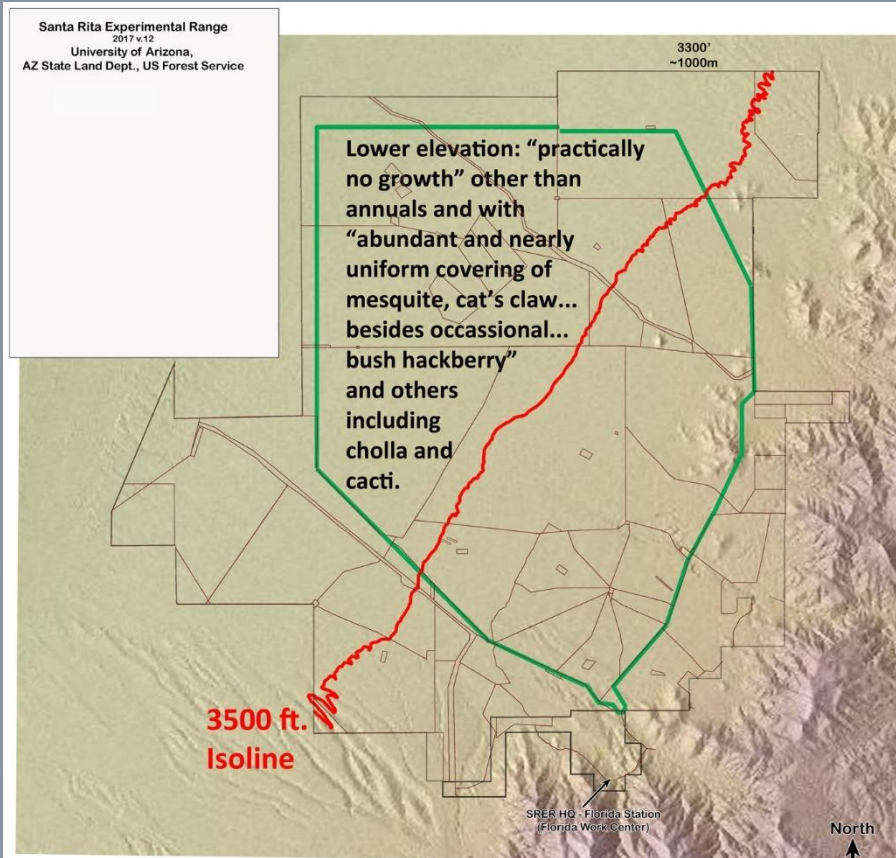 Santa Rita Experimental Range
2017 v.12
University of Arizona,
AZ State Land Dept., US Forest Service
3300'
~1000m
Lower elevation: “practically
no growth” other than
annuals and with
“abundant and nearly
uniform covering of
mesquite, cat’s claw...
besides occassional...
bush hackberry”
and others
including
cholla and
cacti.
3500 ft.
Isoline
SRER HQ - Florida Station
(Florida Work Center)
North